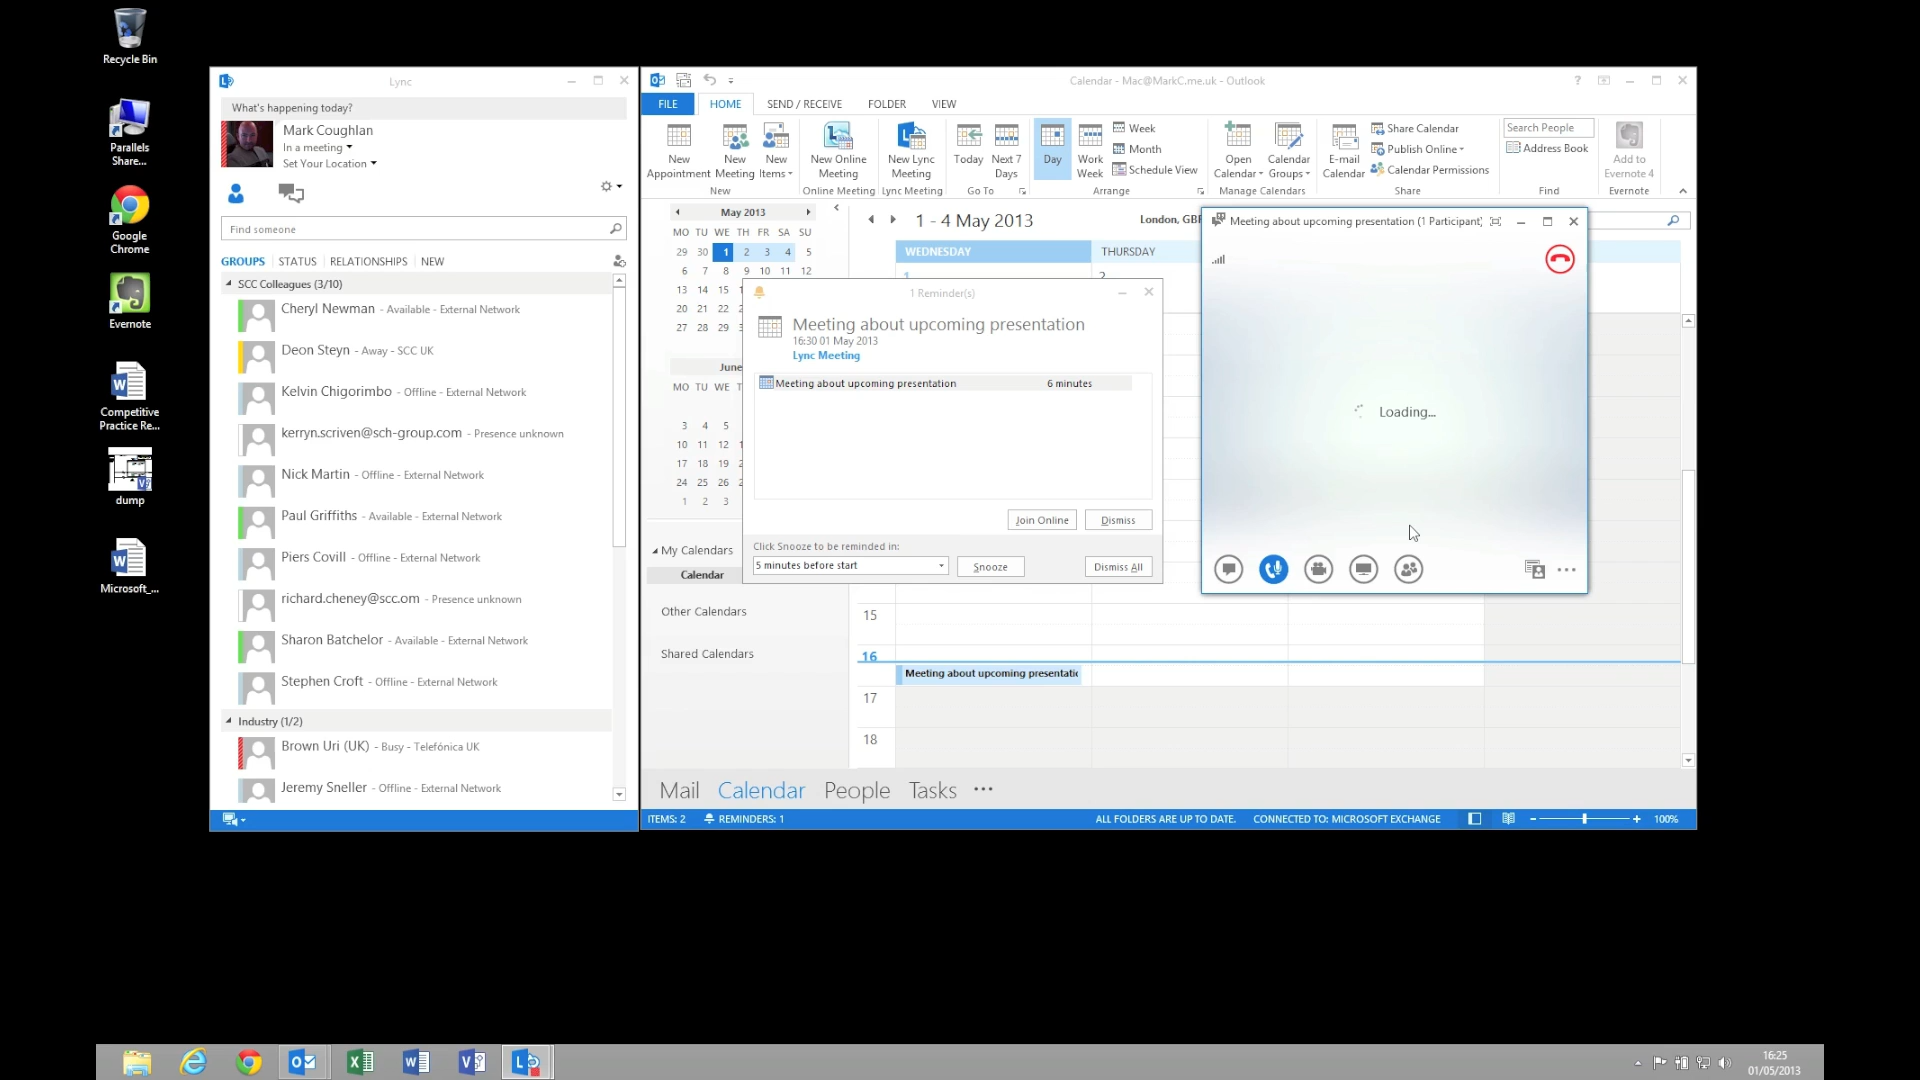 Recycle Bin
Parallels
Share...
Google
Chrome
Evernote
Competitive
Practice Re...
dump
Microsoft_...
Lync
What's happening today?
Mark Coughlan
In a meeting
Set Your Location
Find someone
GROUPS STATUS RELATIONSHIPS NEW
SCC Colleagues (3/10)
Cheryl Newman - Available - External Network
Deon Steyn - Away - SCC UK
Kelvin Chigorimbo - Offline - External Network
kerryn.scriven@sch-group.com - Presence unknown
Nick Martin - Offline - External Network
Paul Griffiths - Available - External Network
Piers Covill - Offline - External Network
richard.cheney@scc.om - Presence unknown
Sharon Batchelor - Available - External Network
Stephen Croft - Offline - External Network
Industry (1/2)
Brown Uri (UK) - Busy - Telefónica UK
Jeremy Sneller - Offline - External Network
Calendar - Mac@MarkC.me.uk - Outlook
FILE HOME SEND / RECEIVE FOLDER VIEW
New
Appointment
New
Meeting
New
Items
New
New Online
Meeting
Online Meeting
New Lync
Meeting
Lync Meeting
Today
Next 7
Days
Go To
Day
Work
Week
Week
Month
Schedule View
Arrange
Open
Calendar
Calendar
Groups
Manage Calendars
E-mail
Calendar
Share Calendar
Publish Online
Calendar Permissions
Share
Search People
Address Book
Find
Add to
Evernote 4
Evernote
May 2013
MO TU WE TH FR SA SU
29 30 1 2 3 4 5
6 7 8 9 10 11 12
13 14 15
20 21 22
27 28 29
June
MO TU WE
3 4 5
10 11 12
17 18 19
24 25 26
1 2 3
My Calendars
Calendar
Other Calendars
Shared Calendars
1 - 4 May 2013
London, GBR
WEDNESDAY THURSDAY
1 2
15
16
Meeting about upcoming presentatio
17
18
1 Reminder(s)
Meeting about upcoming presentation
16:30 01 May 2013
Lync Meeting
Meeting about upcoming presentation 6 minutes
Join Online Dismiss
Click Snooze to be reminded in:
5 minutes before start Snooze Dismiss All
Meeting about upcoming presentation (1 Participant)
Loading...
Mail Calendar People Tasks ...
ITEMS: 2 REMINDERS: 1 ALL FOLDERS ARE UP TO DATE. CONNECTED TO: MICROSOFT EXCHANGE 100%
16:25
01/05/2013